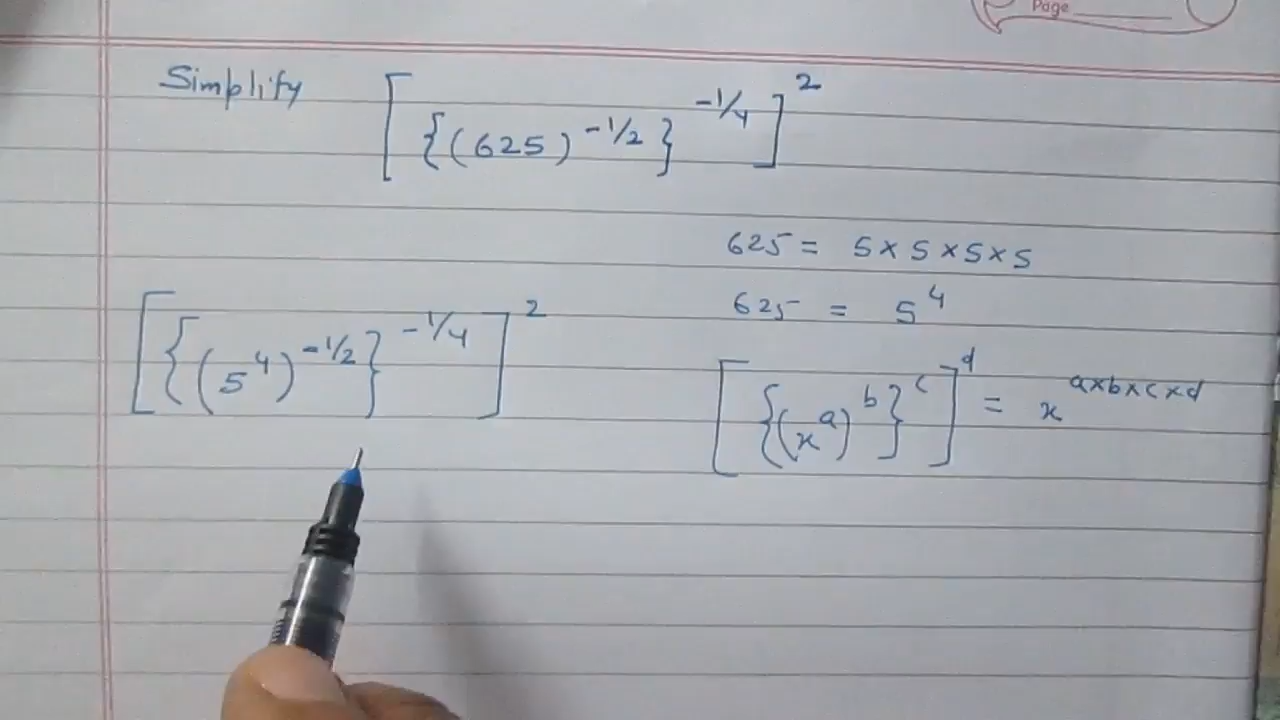 Page
Simplify [{(625)^-1/2}^-1/4]^2
625 = 5×5×5×5
625 = 5^4
[{(5^4)^-1/2}^-1/4]^2
[{(x^a)^b}^c]^d = x^a×b×c×d